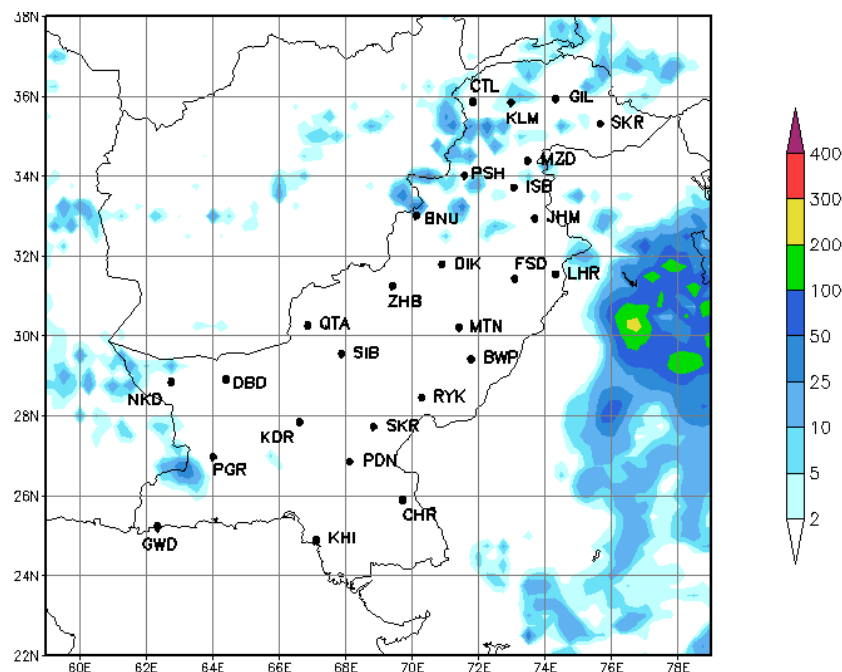 38N
36N
34N
32N
30N
28N
26N
24N
22N
CTL
KLM
GIL
SKR
MZD
PSH
ISB
BNU
JHM
DIK
FSD
LHR
ZHB
QTA
MTN
SIB
BWP
NKD
DBD
RYK
KDR
SKR
PGR
PDN
CHR
GWD
KHI
60E
62E
64E
66E
68E
70E
72E
74E
76E
78E
400
300
200
100
50
25
10
5
2